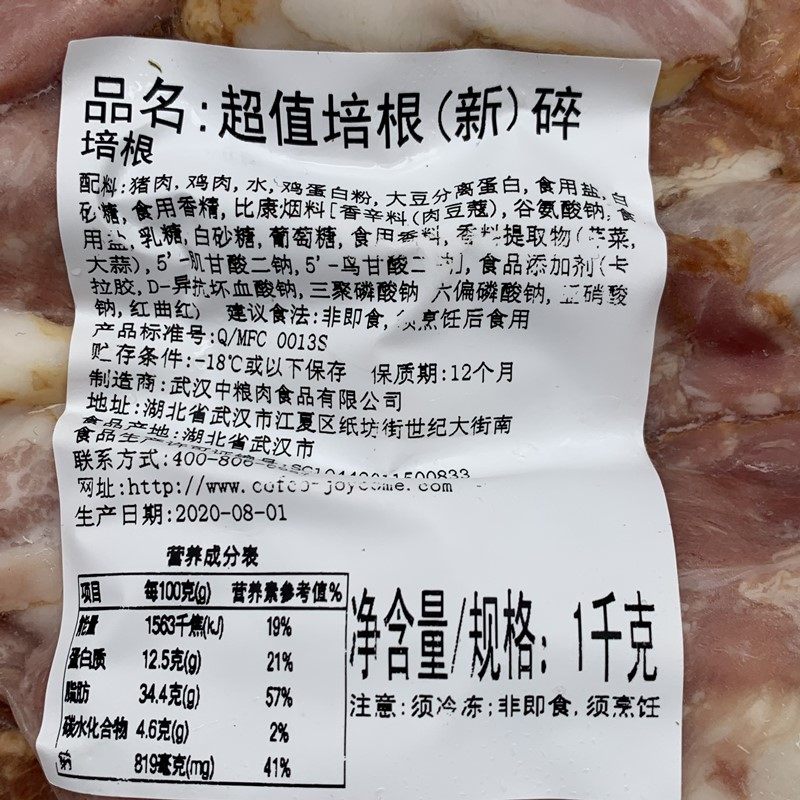 品名:超值培根(新)碎
培根
配料:猪肉,鸡肉,水,鸡蛋白粉,大豆分离蛋白,食用盐,白
砂糖,食用香精,比康烟料[香辛料(肉豆蔻),谷氨酸钠,食
用盐,乳糖,白砂糖,葡萄糖,食用香料,香料提取物(菜,
大蒜),5'-肌甘酸二钠,5'-鸟甘酸二钠],食品添加剂(卡
拉胶,D-异抗坏血酸钠,三聚磷酸钠 六偏磷酸钠,亚硝酸
钠,红曲红) 建议食法:非即食,须烹饪后食用
产品标准号:Q/MFC 0013S
贮存条件:-18℃或以下保存 保质期:12个月
制造商:武汉中粮肉食品有限公司
地址:湖北省武汉市江夏区纸坊街世纪大街南
食品产地:湖北省武汉市
食品生产许可证号:
联系方式:400-806-
网址:http://www.cofco-joycome.com
生产日期:2020-08-01
营养成分表
项目 每100克(g) 营养素参考值%
能量 1563千焦(kJ) 19%
蛋白质 12.5克(g) 21%
脂肪 34.4克(g) 57%
碳水化合物 4.6克(g) 2%
钠 819毫克(mg) 41%
净含量/规格: 1千克
注意:须冷冻;非即食,须烹饪